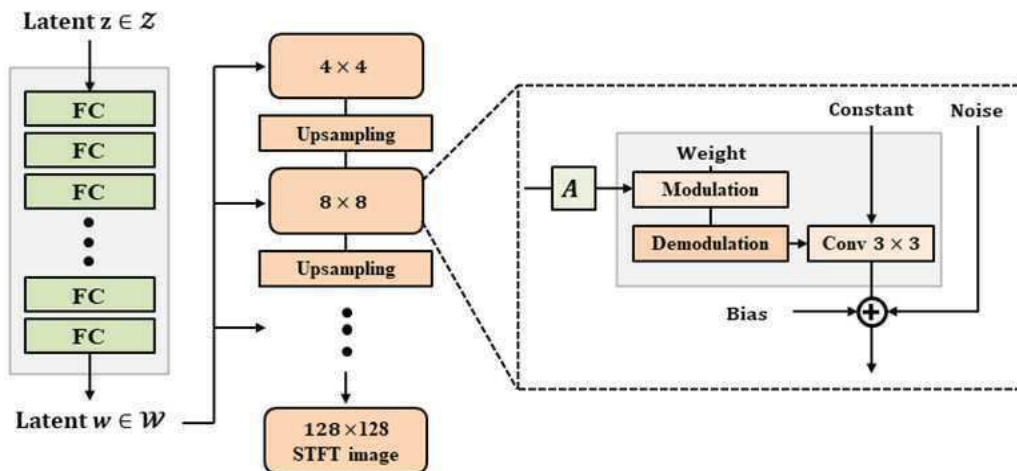 Latent z ∈ 𝒵
FC
FC
FC
FC
FC
Latent w ∈ 𝒲
4 × 4
Upsampling
8 × 8
Upsampling
128×128
STFT image
Constant
Noise
Weight
A
Modulation
Demodulation
Conv 3 × 3
Bias